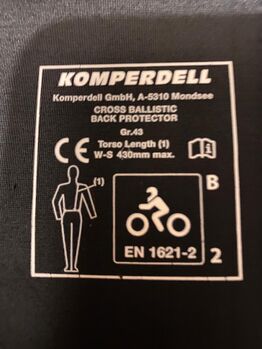 KOMPERDELL
Komperdell GmbH, A-5310 Mondsee
CROSS BALLISTIC
BACK PROTECTOR
Gr.43
CE
Torso Length (1)
W-S 430mm max.
i
(1)
B
EN 1621-2
2